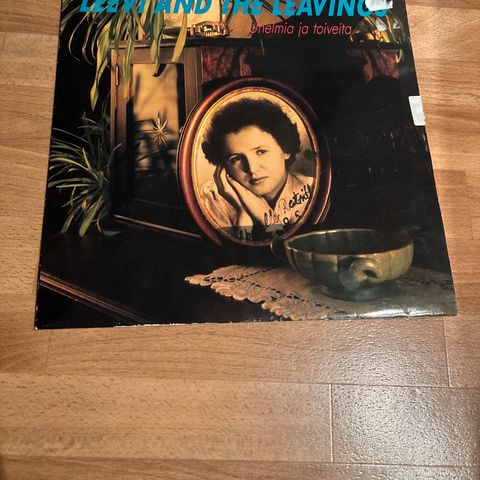 LEEVI AND THE LEAVINGS
Unelmia ja toiveita